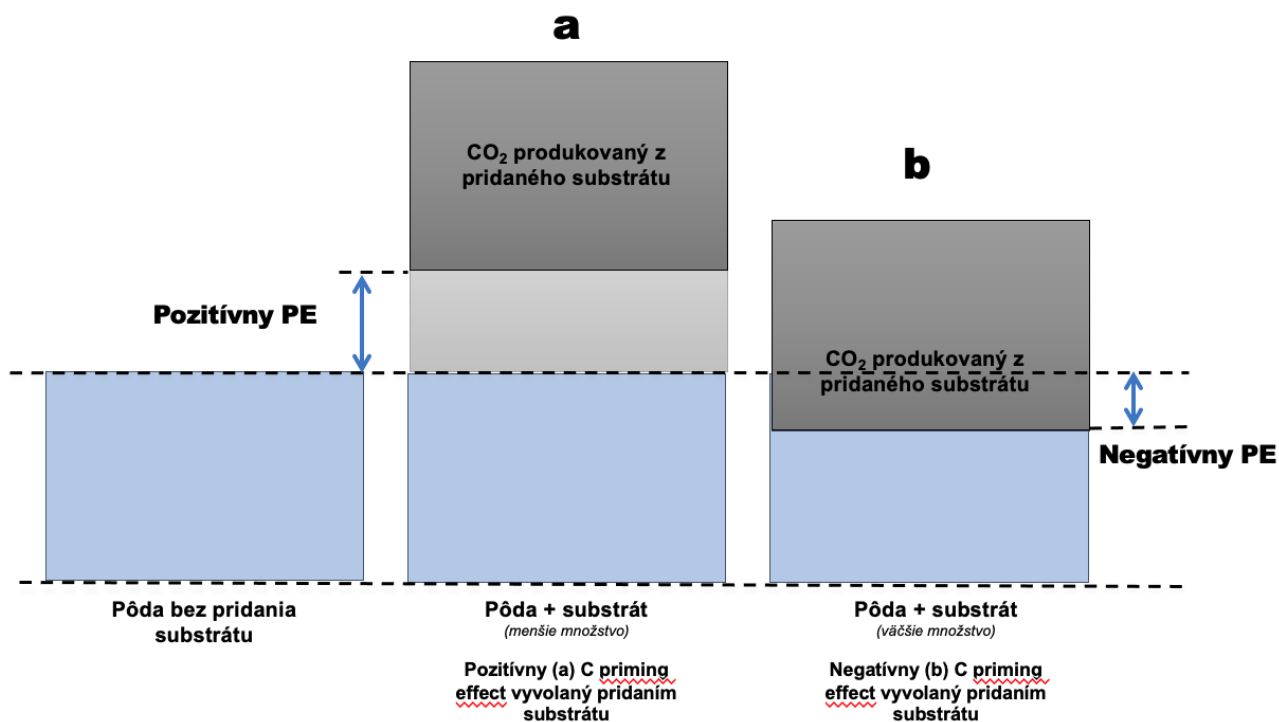 a
CO₂ produkovaný z
pridaného substrátu
b
Pozitívny PE
CO₂ produkovaný z
pridaného substrátu
Negatívny PE
Pôda bez pridania
substrátu
Pôda + substrát
(menšie množstvo)
Pozitívny (a) C priming
effect vyvolaný pridaním
substrátu
Pôda + substrát
(väčšie množstvo)
Negatívny (b) C priming
effect vyvolaný pridaním
substrátu